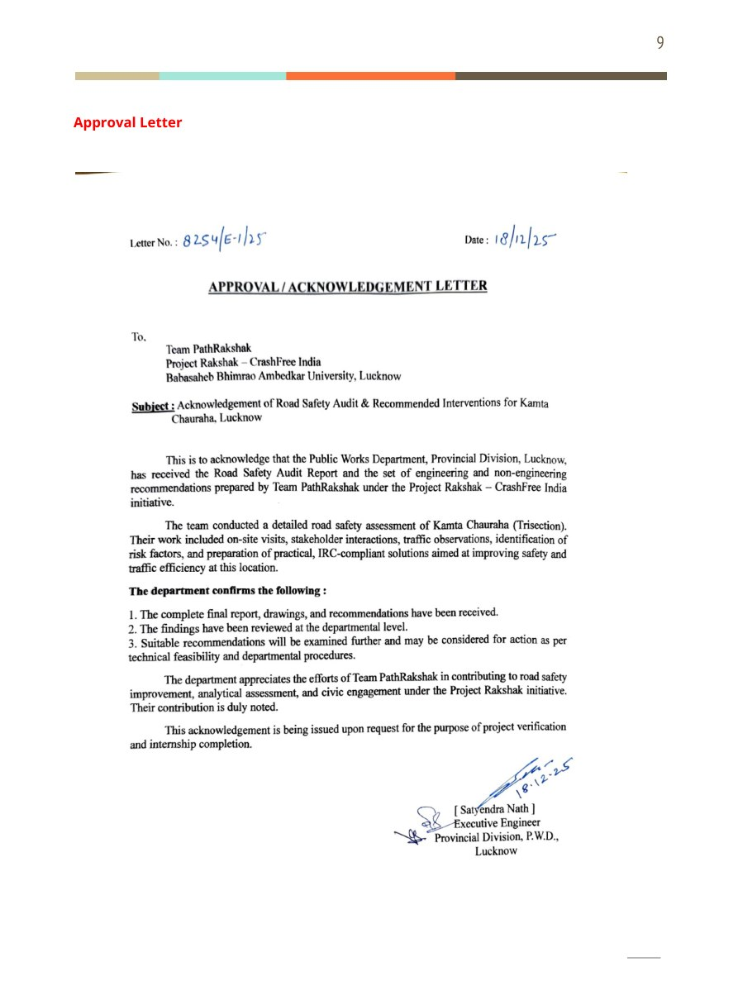 9
Approval Letter
Letter No. : 8254/E-1/25
Date : 18/12/25
APPROVAL / ACKNOWLEDGEMENT LETTER
To,
Team PathRakshak
Project Rakshak – CrashFree India
Babasaheb Bhimrao Ambedkar University, Lucknow
Subject : Acknowledgement of Road Safety Audit & Recommended Interventions for Kamta
Chauraha, Lucknow
This is to acknowledge that the Public Works Department, Provincial Division, Lucknow,
has received the Road Safety Audit Report and the set of engineering and non-engineering
recommendations prepared by Team PathRakshak under the Project Rakshak – CrashFree India
initiative.
The team conducted a detailed road safety assessment of Kamta Chauraha (Trisection).
Their work included on-site visits, stakeholder interactions, traffic observations, identification of
risk factors, and preparation of practical, IRC-compliant solutions aimed at improving safety and
traffic efficiency at this location.
The department confirms the following :
1. The complete final report, drawings, and recommendations have been received.
2. The findings have been reviewed at the departmental level.
3. Suitable recommendations will be examined further and may be considered for action as per
technical feasibility and departmental procedures.
The department appreciates the efforts of Team PathRakshak in contributing to road safety
improvement, analytical assessment, and civic engagement under the Project Rakshak initiative.
Their contribution is duly noted.
This acknowledgement is being issued upon request for the purpose of project verification
and internship completion.
18.12.25
[ Satyendra Nath ]
Executive Engineer
Provincial Division, P.W.D.,
Lucknow